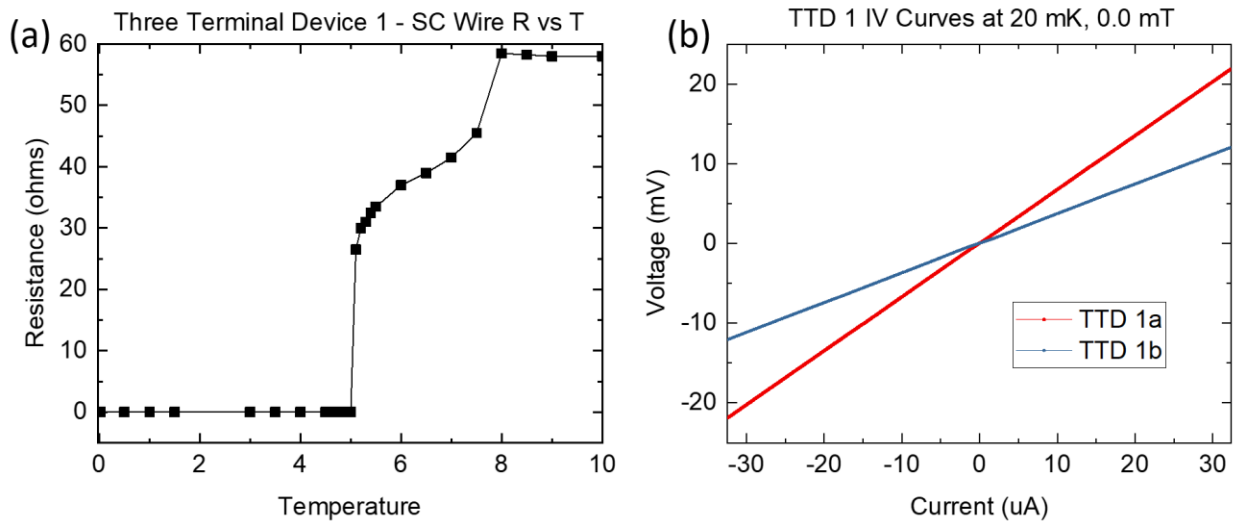 (a)
Three Terminal Device 1 - SC Wire R vs T
60
50
40
30
20
10
0
Resistance (ohms)
0 2 4 6 8 10
Temperature
(b)
TTD 1 IV Curves at 20 mK, 0.0 mT
20
10
0
-10
-20
Voltage (mV)
TTD 1a
TTD 1b
-30 -20 -10 0 10 20 30
Current (uA)